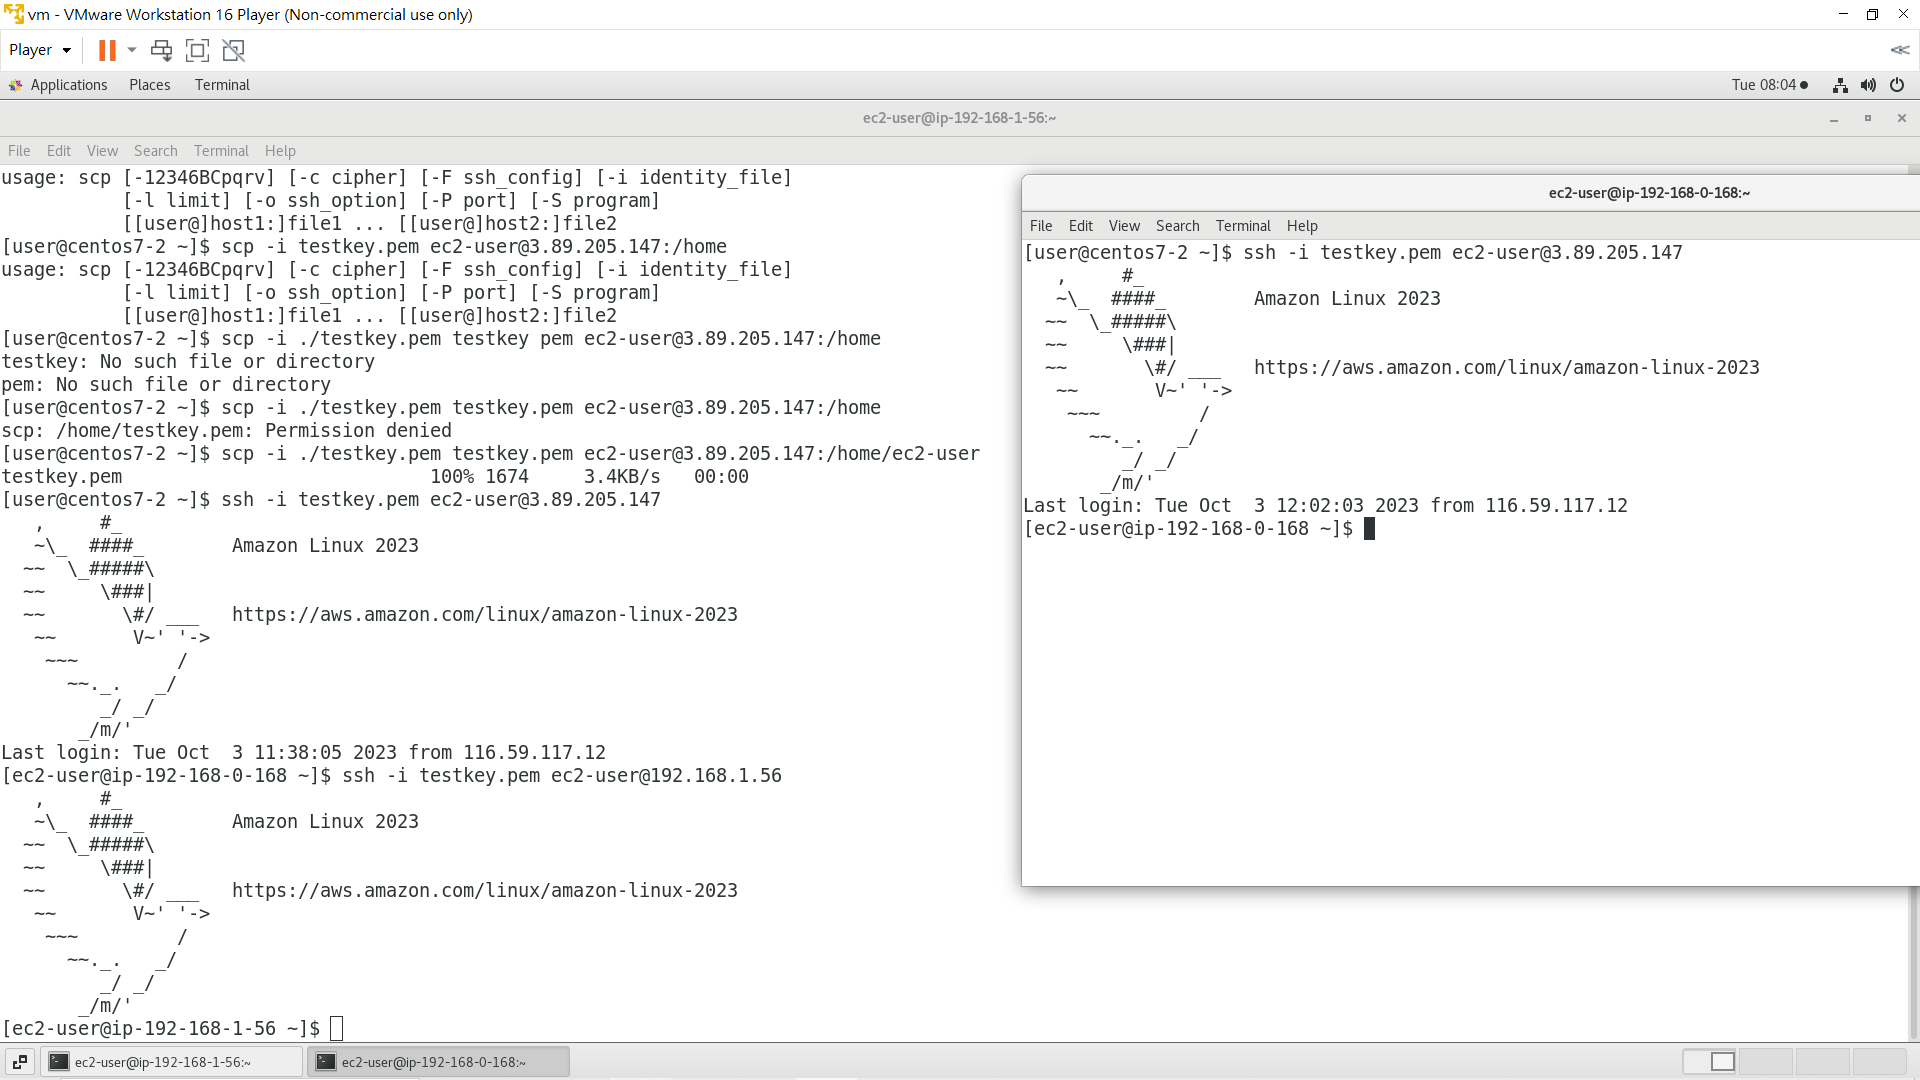 vm - VMware Workstation 16 Player (Non-commercial use only)
Player
Applications Places Terminal Tue 08:04
ec2-user@ip-192-168-1-56:~
File Edit View Search Terminal Help
usage: scp [-12346BCpqrv] [-c cipher] [-F ssh_config] [-i identity_file]
           [-l limit] [-o ssh_option] [-P port] [-S program]
           [[user@]host1:]file1 ... [[user@]host2:]file2
[user@centos7-2 ~]$ scp -i testkey.pem ec2-user@3.89.205.147:/home
usage: scp [-12346BCpqrv] [-c cipher] [-F ssh_config] [-i identity_file]
           [-l limit] [-o ssh_option] [-P port] [-S program]
           [[user@]host1:]file1 ... [[user@]host2:]file2
[user@centos7-2 ~]$ scp -i ./testkey.pem testkey pem ec2-user@3.89.205.147:/home
testkey: No such file or directory
pem: No such file or directory
[user@centos7-2 ~]$ scp -i ./testkey.pem testkey.pem ec2-user@3.89.205.147:/home
scp: /home/testkey.pem: Permission denied
[user@centos7-2 ~]$ scp -i ./testkey.pem testkey.pem ec2-user@3.89.205.147:/home/ec2-user
testkey.pem                            100% 1674     3.4KB/s   00:00
[user@centos7-2 ~]$ ssh -i testkey.pem ec2-user@3.89.205.147
   ,     #_
   ~\_  ####_        Amazon Linux 2023
  ~~  \_#####\
  ~~     \###|
  ~~       \#/ ___   https://aws.amazon.com/linux/amazon-linux-2023
   ~~       V~' '->
    ~~~         /
      ~~._.   _/
         _/ _/
       _/m/'
Last login: Tue Oct  3 11:38:05 2023 from 116.59.117.12
[ec2-user@ip-192-168-0-168 ~]$ ssh -i testkey.pem ec2-user@192.168.1.56
   ,     #_
   ~\_  ####_        Amazon Linux 2023
  ~~  \_#####\
  ~~     \###|
  ~~       \#/ ___   https://aws.amazon.com/linux/amazon-linux-2023
   ~~       V~' '->
    ~~~         /
      ~~._.   _/
         _/ _/
       _/m/'
[ec2-user@ip-192-168-1-56 ~]$
ec2-user@ip-192-168-0-168:~
File Edit View Search Terminal Help
[user@centos7-2 ~]$ ssh -i testkey.pem ec2-user@3.89.205.147
   ,     #_
   ~\_  ####_        Amazon Linux 2023
  ~~  \_#####\
  ~~     \###|
  ~~       \#/ ___   https://aws.amazon.com/linux/amazon-linux-2023
   ~~       V~' '->
    ~~~         /
      ~~._.   _/
         _/ _/
       _/m/'
Last login: Tue Oct  3 12:02:03 2023 from 116.59.117.12
[ec2-user@ip-192-168-0-168 ~]$
ec2-user@ip-192-168-1-56:~
ec2-user@ip-192-168-0-168:~